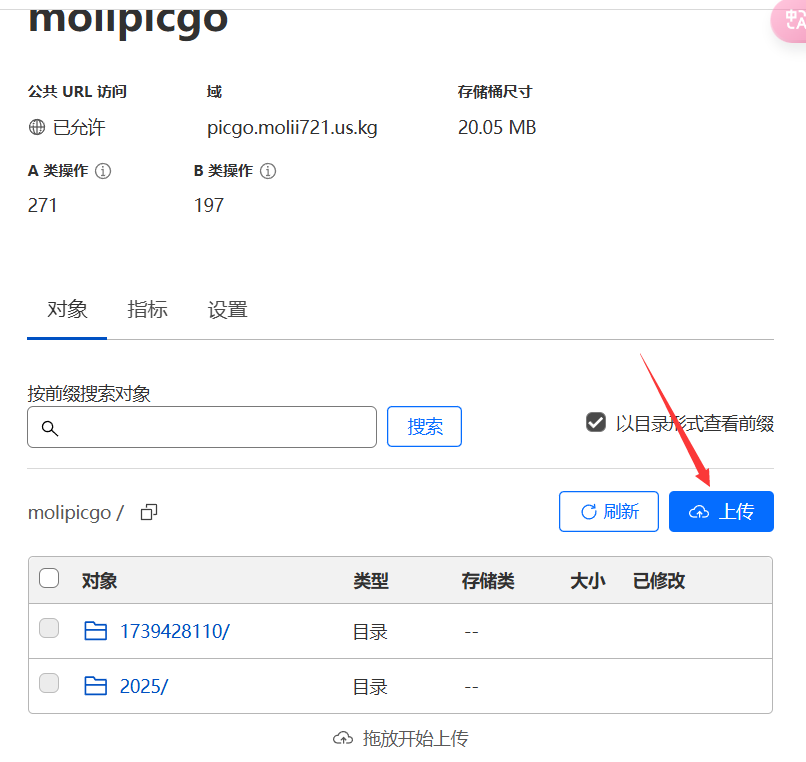 molipicgo
公共 URL 访问 域 存储桶尺寸
已允许 picgo.molii721.us.kg 20.05 MB
A 类操作 B 类操作
271 197
对象 指标 设置
按前缀搜索对象
搜索 以目录形式查看前缀
molipicgo / 刷新 上传
对象 类型 存储类 大小 已修改
1739428110/ 目录 --
2025/ 目录 --
拖放开始上传